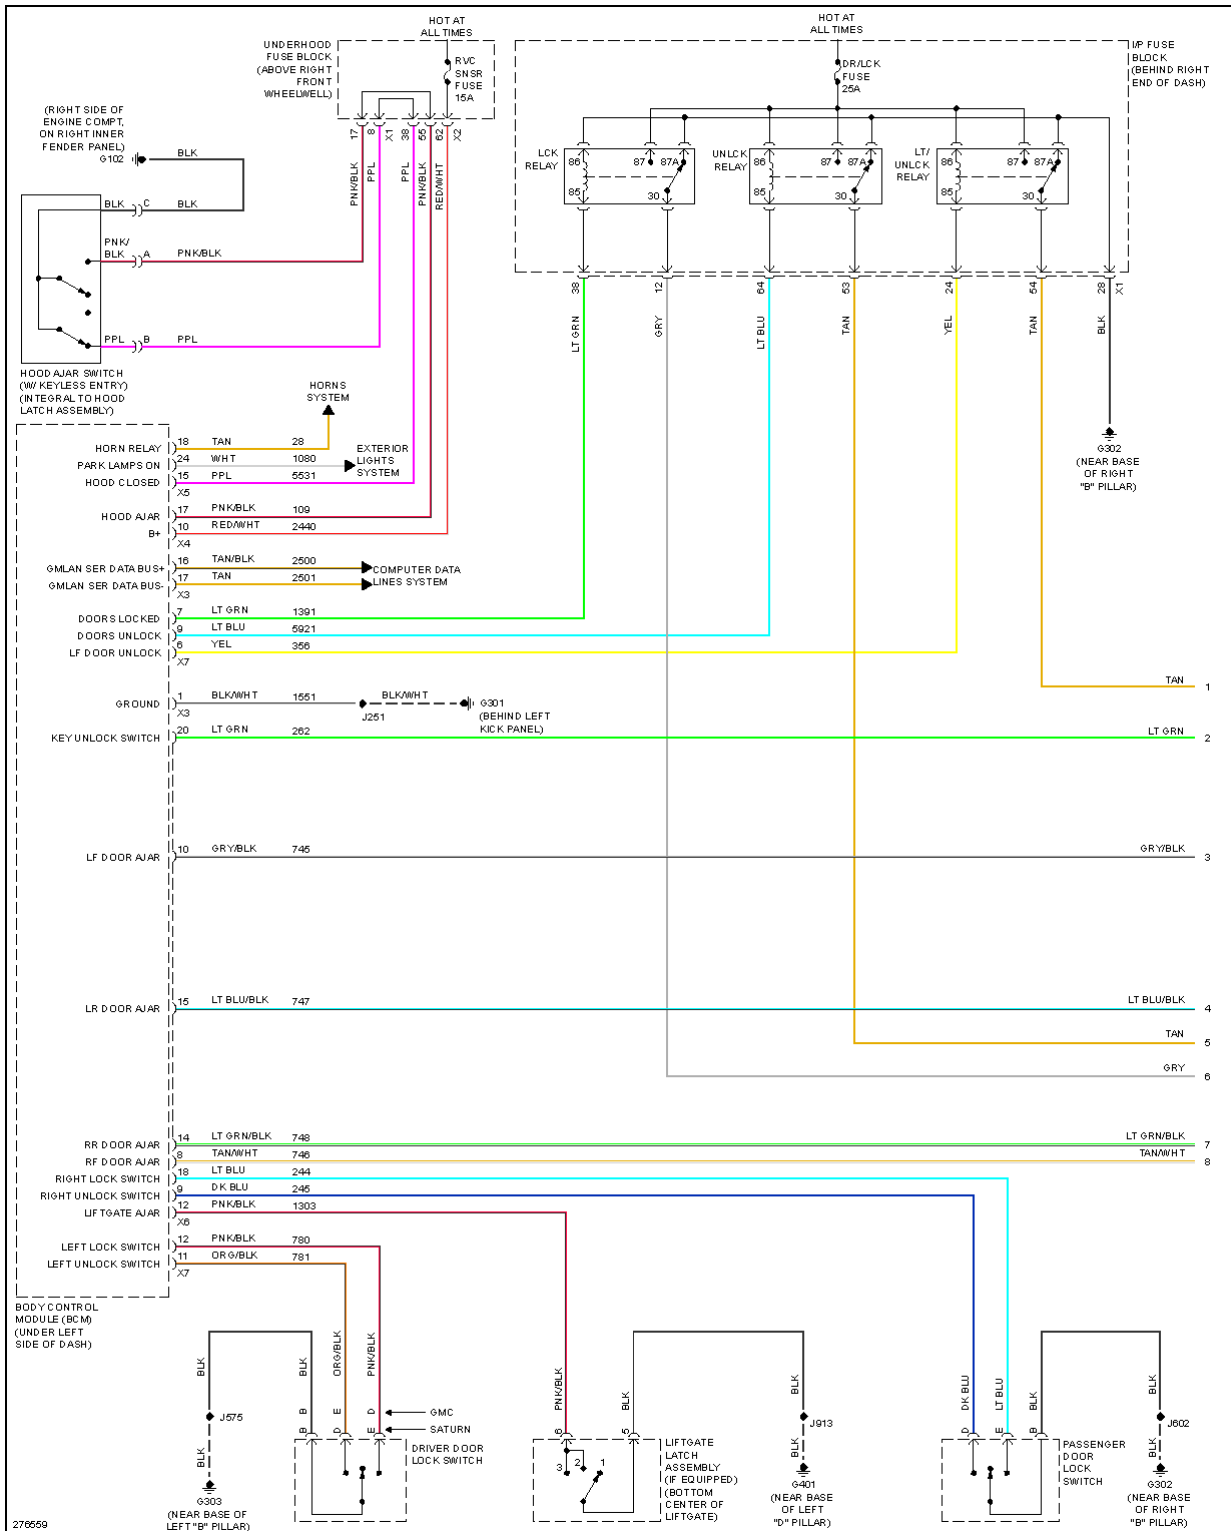 HOT AT
ALL TIMES
HOT AT
ALL TIMES
UNDERHOOD
FUSE BLOCK
(ABOVE RIGHT
FRONT
WHEELWELL)
RVC
SNSR
FUSE
15A
DR/LCK
FUSE
25A
I/P FUSE
BLOCK
(BEHIND RIGHT
END OF DASH)
(RIGHT SIDE OF
ENGINE COMPT,
ON RIGHT INNER
FENDER PANEL)
G102
BLK
17
8
X1
38
55
62
X2
PNK/BLK
PPL
PPL
PNK/BLK
RED/WHT
LCK
RELAY
86
87
87A
85
30
UNLCK
RELAY
86
87
87A
85
30
LT/
UNLCK
RELAY
86
87
87A
85
30
BLK
C
BLK
PNK/
BLK
A
PNK/BLK
PPL
B
PPL
HOOD AJAR SWITCH
(W/ KEYLESS ENTRY)
(INTEGRAL TO HOOD
LATCH ASSEMBLY)
38
12
64
53
24
54
28
X1
LT GRN
GRY
LT BLU
TAN
YEL
TAN
BLK
G302
(NEAR BASE
OF RIGHT
"B" PILLAR)
HORNS
SYSTEM
HORN RELAY
18
TAN
28
PARK LAMPS ON
24
WHT
1080
EXTERIOR
LIGHTS
SYSTEM
HOOD CLOSED
15
PPL
5531
X5
HOOD AJAR
17
PNK/BLK
109
B+
10
RED/WHT
2440
X4
GMLAN SER DATA BUS+
16
TAN/BLK
2500
GMLAN SER DATA BUS-
17
TAN
2501
COMPUTER DATA
LINES SYSTEM
X3
DOORS LOCKED
7
LT GRN
1391
DOORS UNLOCK
9
LT BLU
5921
LF DOOR UNLOCK
6
YEL
356
X7
TAN
1
GROUND
1
BLK/WHT
1551
BLK/WHT
X3
J251
G301
(BEHIND LEFT
KICK PANEL)
KEY UNLOCK SWITCH
20
LT GRN
262
LT GRN
2
LF DOOR AJAR
10
GRY/BLK
745
GRY/BLK
3
LR DOOR AJAR
15
LT BLU/BLK
747
LT BLU/BLK
4
TAN
5
GRY
6
RR DOOR AJAR
14
LT GRN/BLK
748
LT GRN/BLK
7
RF DOOR AJAR
8
TAN/WHT
746
TAN/WHT
8
RIGHT LOCK SWITCH
18
LT BLU
244
RIGHT UNLOCK SWITCH
9
DK BLU
245
LIFTGATE AJAR
12
PNK/BLK
1303
X6
LEFT LOCK SWITCH
12
PNK/BLK
780
LEFT UNLOCK SWITCH
11
ORG/BLK
781
X7
BODY CONTROL
MODULE (BCM)
(UNDER LEFT
SIDE OF DASH)
BLK
BLK
ORG/BLK
PNK/BLK
J575
BLK
B
E
D
GMC
B
D
E
SATURN
DRIVER DOOR
LOCK SWITCH
G303
(NEAR BASE OF
LEFT "B" PILLAR)
PNK/BLK
BLK
BLK
6
5
3
2
1
LIFTGATE
LATCH
ASSEMBLY
(IF EQUIPPED)
(BOTTOM
CENTER OF
LIFTGATE)
J913
BLK
G401
(NEAR BASE
OF LEFT
"D" PILLAR)
DK BLU
LT BLU
BLK
BLK
D
E
B
PASSENGER
DOOR
LOCK
SWITCH
J602
BLK
G302
(NEAR BASE
OF RIGHT
"B" PILLAR)
276559